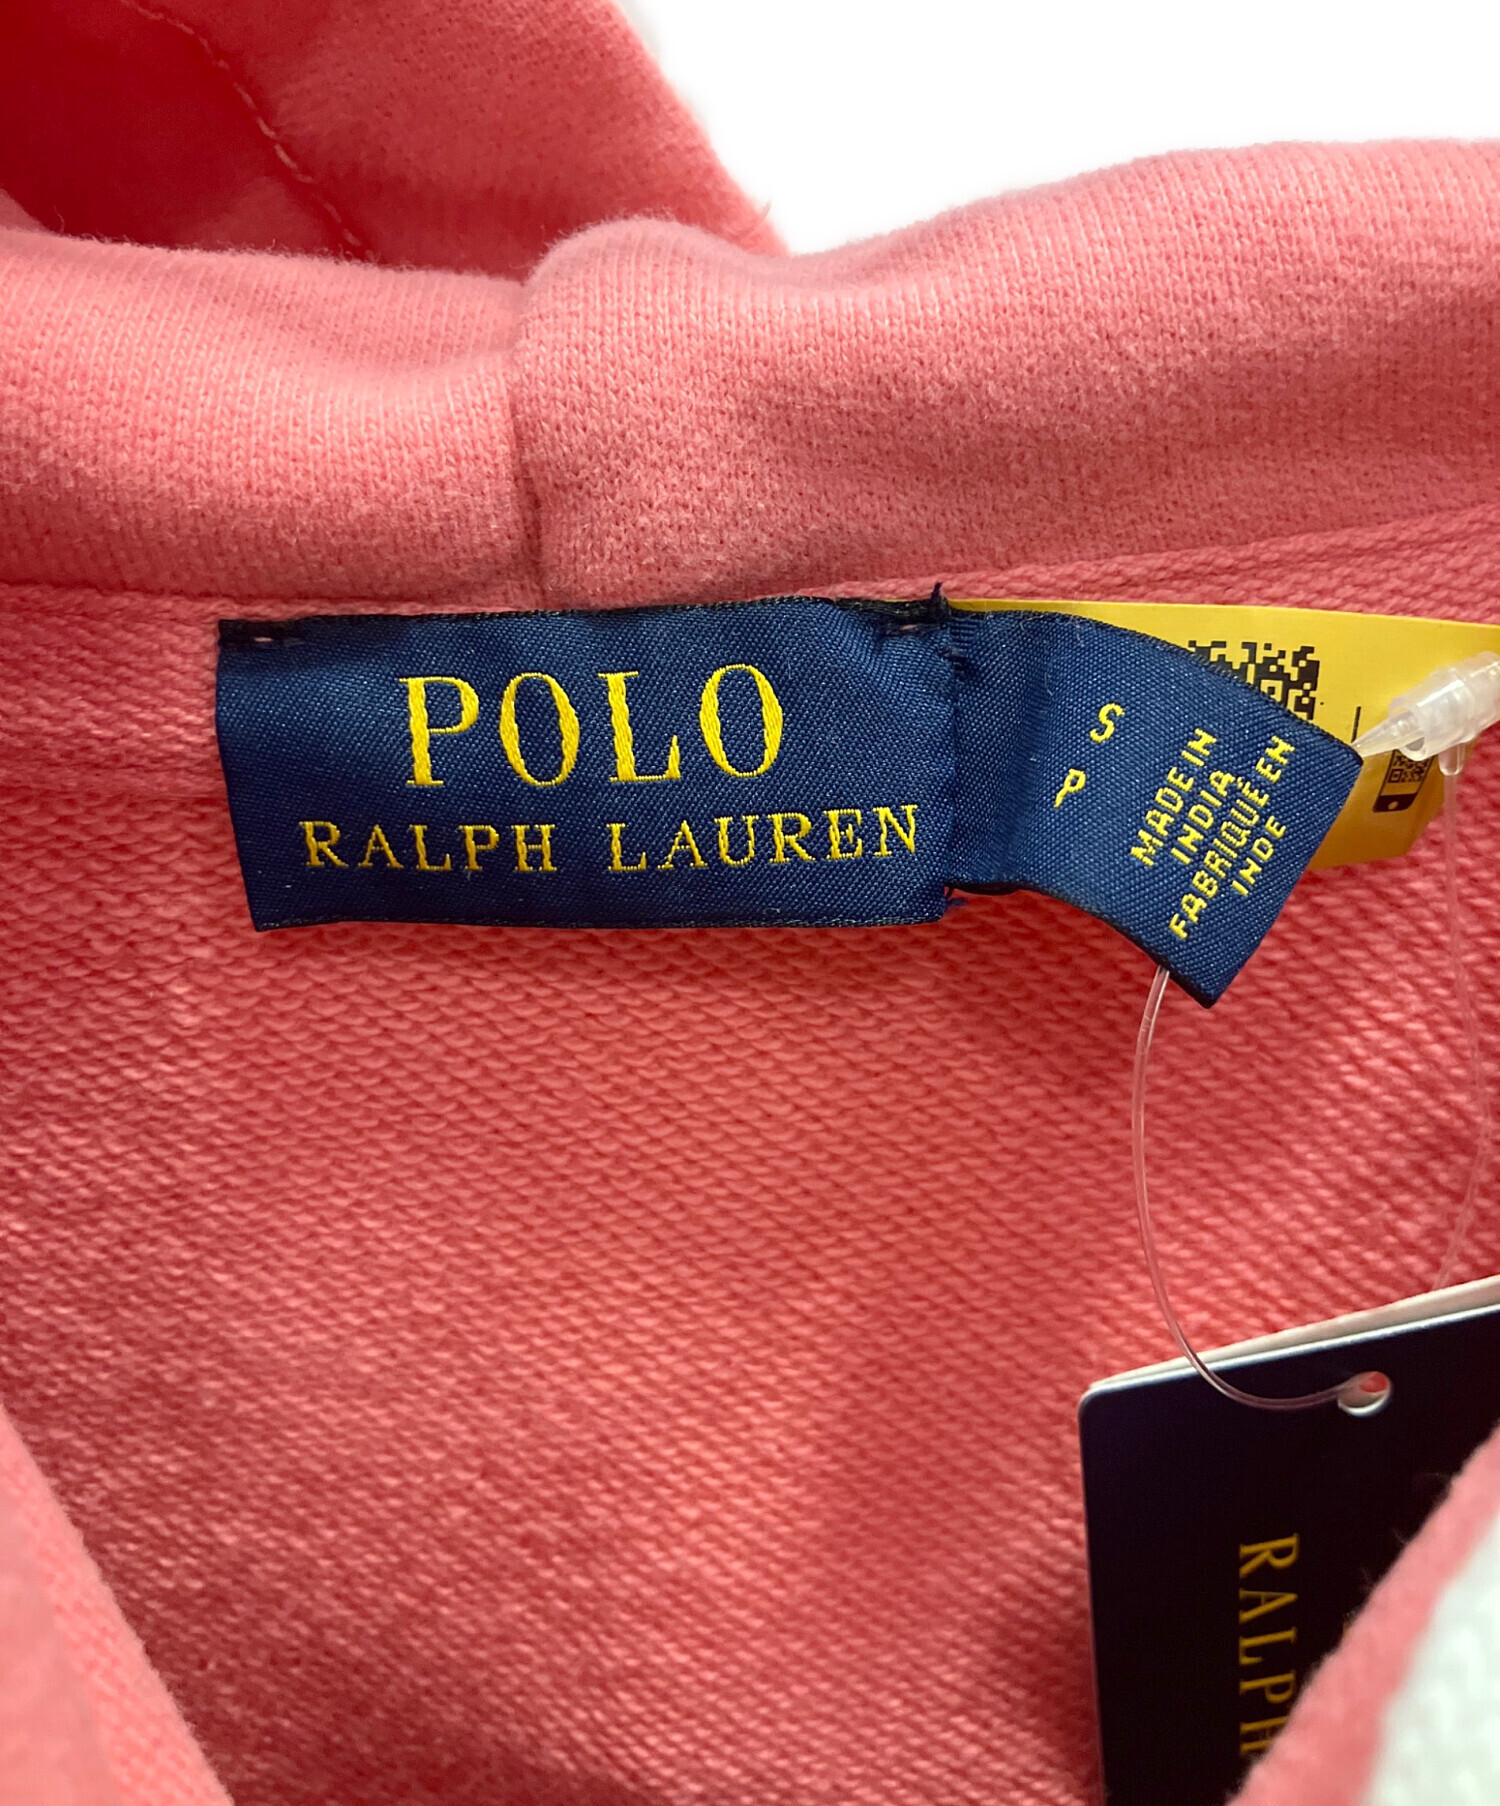 POLO
RALPH LAUREN
S
P
MADE IN
INDIA
FABRIQUÉ EN
INDE
RALPH